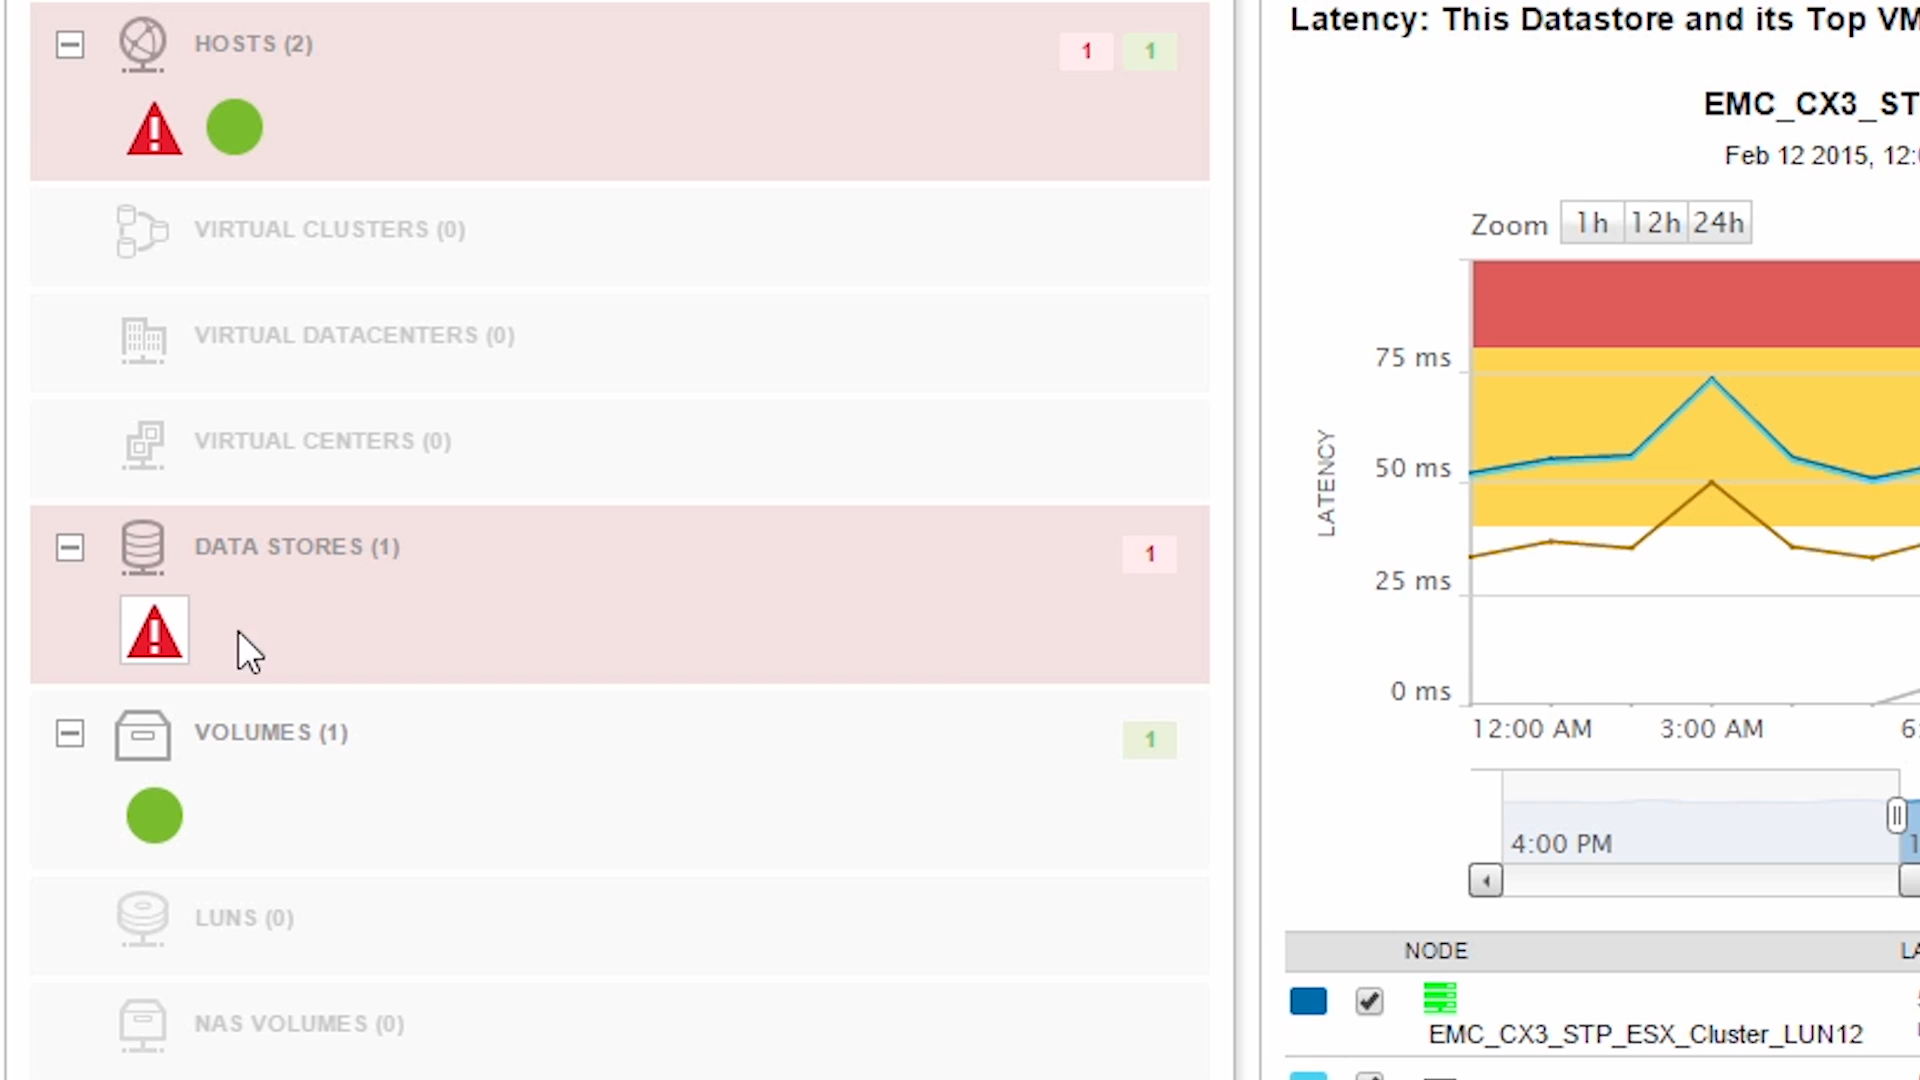 HOSTS (2)
1
1
VIRTUAL CLUSTERS (0)
VIRTUAL DATACENTERS (0)
VIRTUAL CENTERS (0)
DATA STORES (1)
1
VOLUMES (1)
1
LUNS (0)
NAS VOLUMES (0)
Latency: This Datastore and its Top VM
EMC_CX3_ST
Feb 12 2015, 12:
Zoom 1h 12h 24h
LATENCY
75 ms
50 ms
25 ms
0 ms
12:00 AM 3:00 AM 6:
4:00 PM
NODE LA
EMC_CX3_STP_ESX_Cluster_LUN12